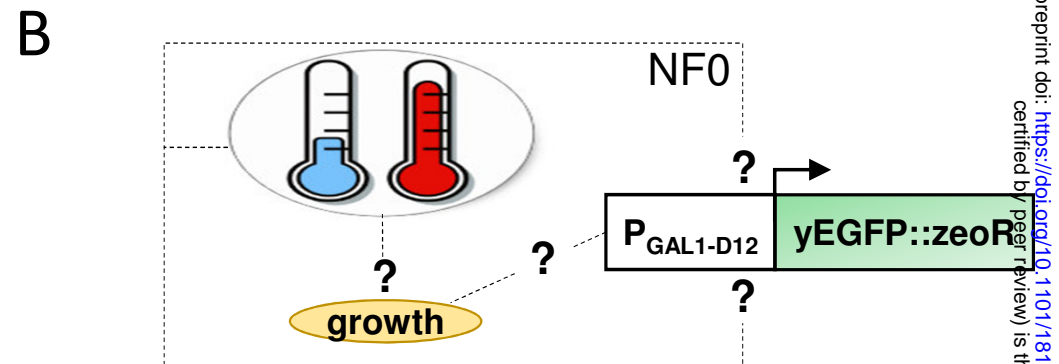 B
NF0
?
PGAL1-D12
yEGFP::zeoR
?
?
?
growth
preprint doi: https://doi.org/10.1101/181
certified by peer review) is th